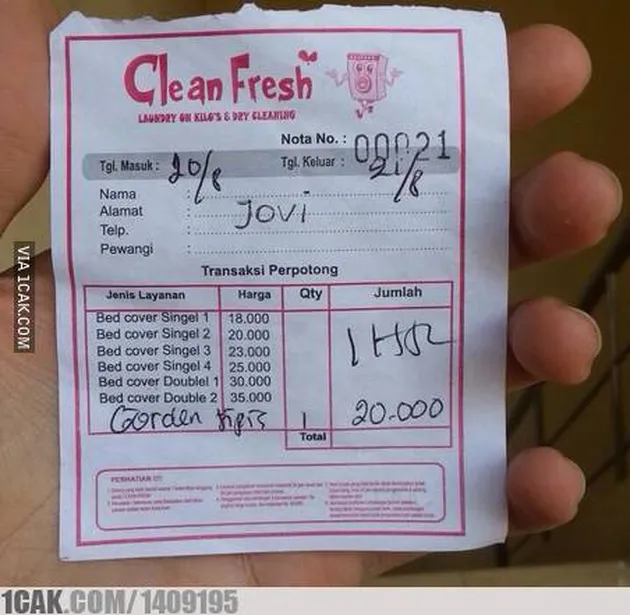 Clean Fresh
LAUNDRY ON KILO'S & DRY CLEANING
Nota No. : 00021
Tgl. Masuk : 20/8 Tgl. Keluar : 21/8
Nama :
Alamat : JOVI
Telp. :
Pewangi :
Transaksi Perpotong
Jenis Layanan Harga Qty Jumlah
Bed cover Singel 1 18.000
Bed cover Singel 2 20.000
Bed cover Singel 3 23.000
Bed cover Singel 4 25.000
Bed cover Doublel 1 30.000
Bed cover Double 2 35.000
Gorden 1 20.000
Total
PERHATIAN !!!
VIA 1CAK.COM
1CAK.COM/1409195